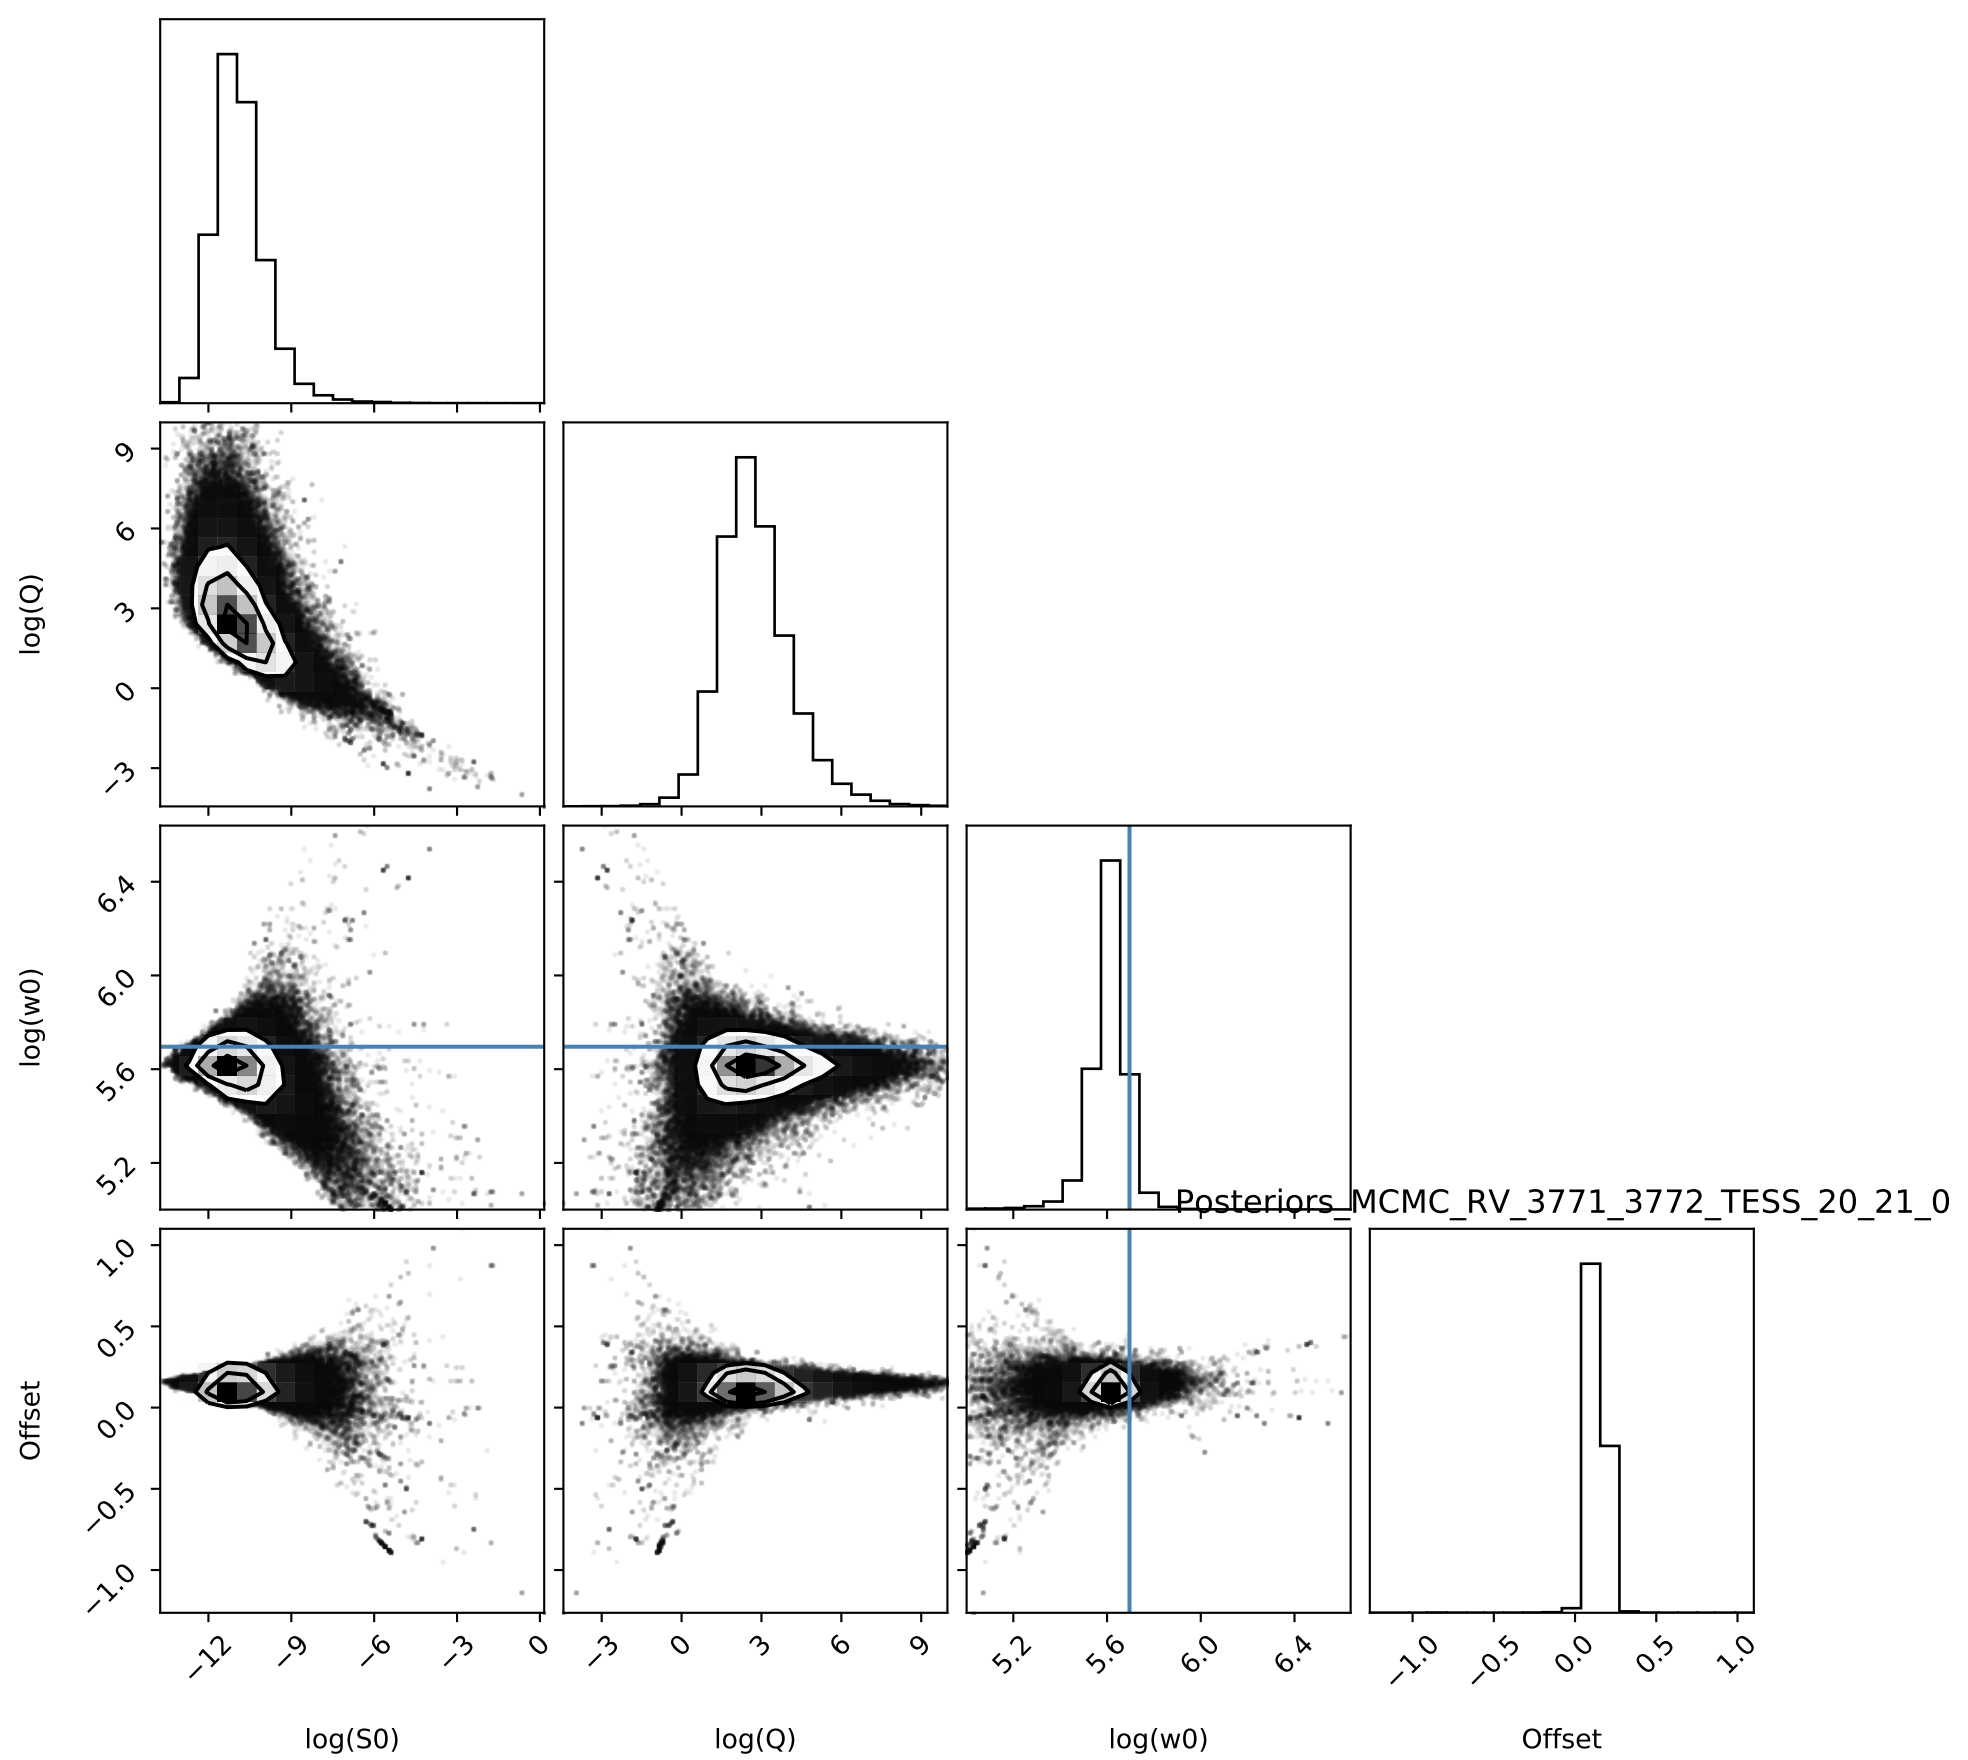 9
6
3
0
−3
log(Q)
6.4
6.0
5.6
5.2
log(w0)
Posteriors_MCMC_RV_3771_3772_TESS_20_21_0
1.0
0.5
0.0
−0.5
−1.0
Offset
−12 −9 −6 −3 0 −3 0 3 6 9 5.2 5.6 6.0 6.4 −1.0 −0.5 0.0 0.5 1.0
log(S0) log(Q) log(w0) Offset